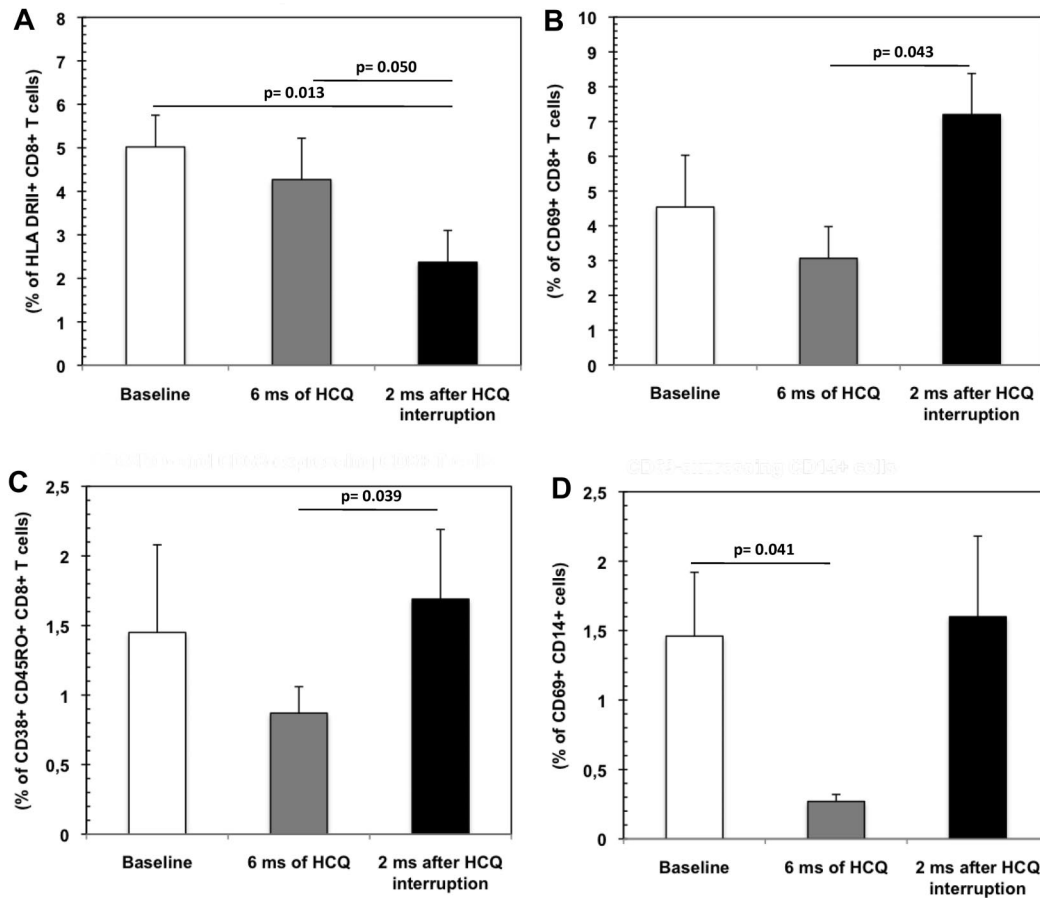 A
(% of HLA DRII+ CD8+ T cells)
8
7
6
5
4
3
2
1
0
p= 0.050
p= 0.013
Baseline
6 ms of HCQ
2 ms after HCQ
interruption
B
(% of CD69+ CD8+ T cells)
10
9
8
7
6
5
4
3
2
1
0
p= 0.043
Baseline
6 ms of HCQ
2 ms after HCQ
interruption
C
(% of CD38+ CD45RO+ CD8+ T cells)
2,5
2
1,5
1
0,5
0
p= 0.039
Baseline
6 ms of HCQ
2 ms after HCQ
interruption
CD14+ cells
D
(% of CD69+ CD14+ cells)
2,5
2
1,5
1
0,5
0
p= 0.041
Baseline
6 ms of HCQ
2 ms after HCQ
interruption